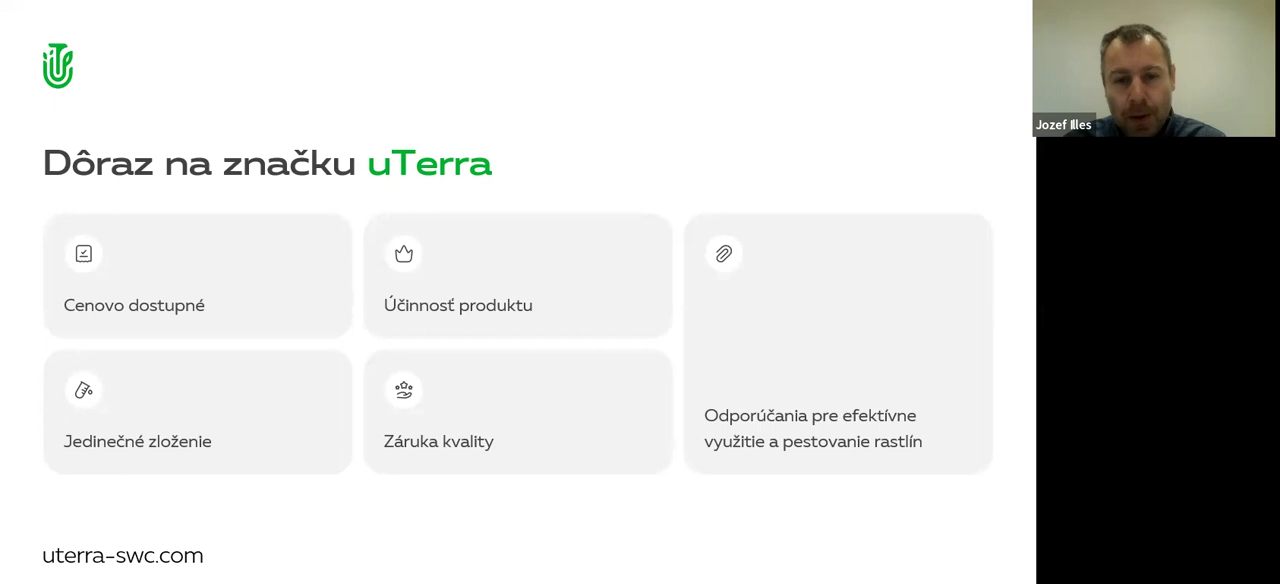 Dôraz na značku uTerra
Cenovo dostupné
Účinnosť produktu
Jedinečné zloženie
Záruka kvality
Odporúčania pre efektívne
využitie a pestovanie rastlín
uterra-swc.com
Jozef Illes